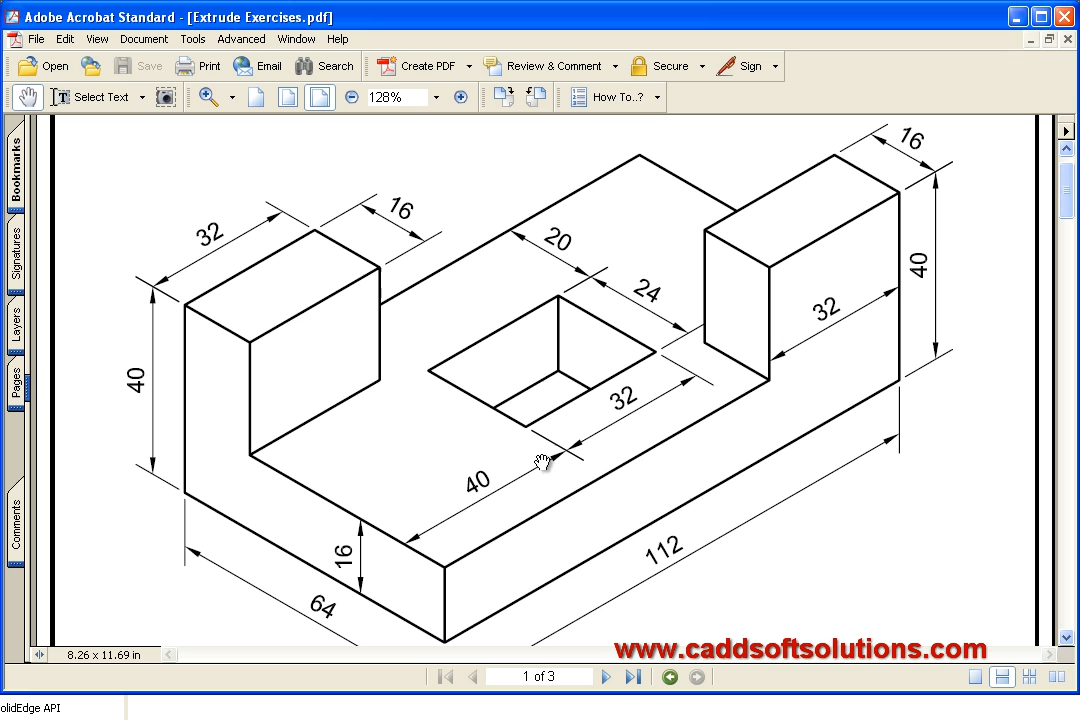 Adobe Acrobat Standard - [Extrude Exercises.pdf]
File Edit View Document Tools Advanced Window Help
Open Save Print Email Search Create PDF Review & Comment Secure Sign
Select Text 128% How To..?
Bookmarks
Signatures
Layers
Pages
Comments
16
32
16
20
24
40
32
40
32
40
16
112
64
www.caddsoftsolutions.com
8.26 x 11.69 in
1 of 3
olidEdge API